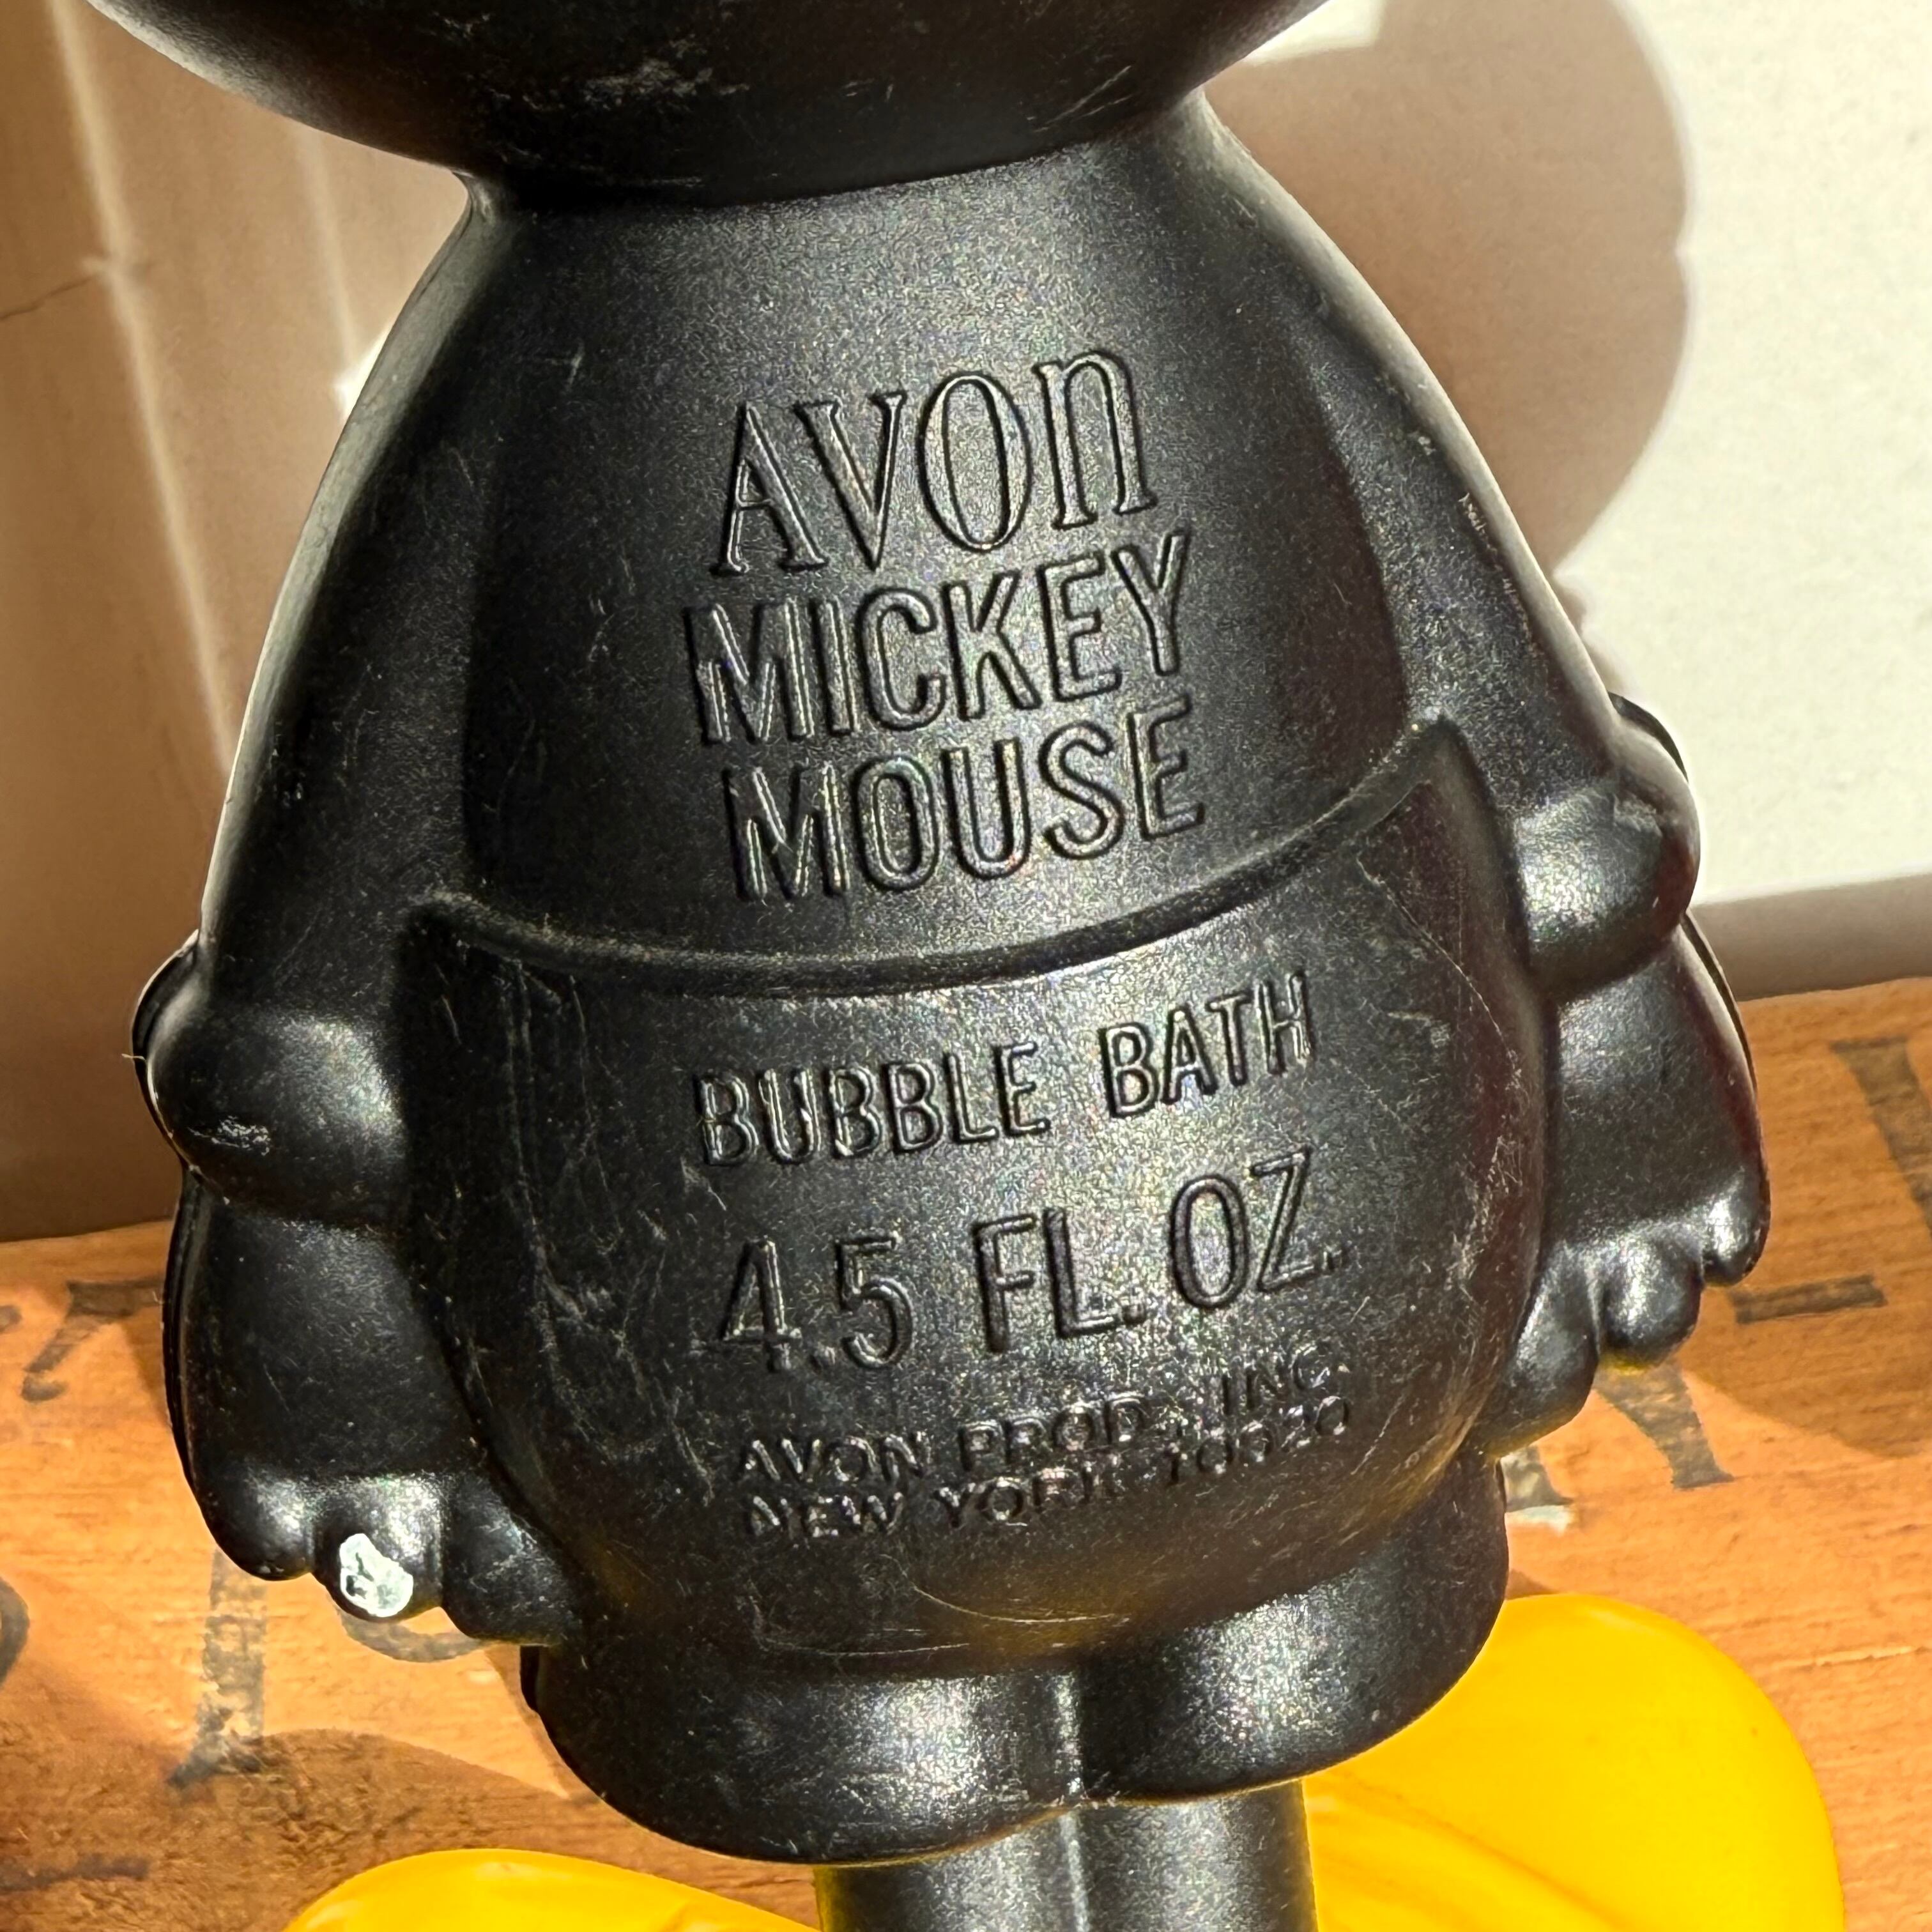 AVON
MICKEY
MOUSE
BUBBLE BATH
4.5 FL. OZ.
AVON PROD., INC.
NEW YORK 10020